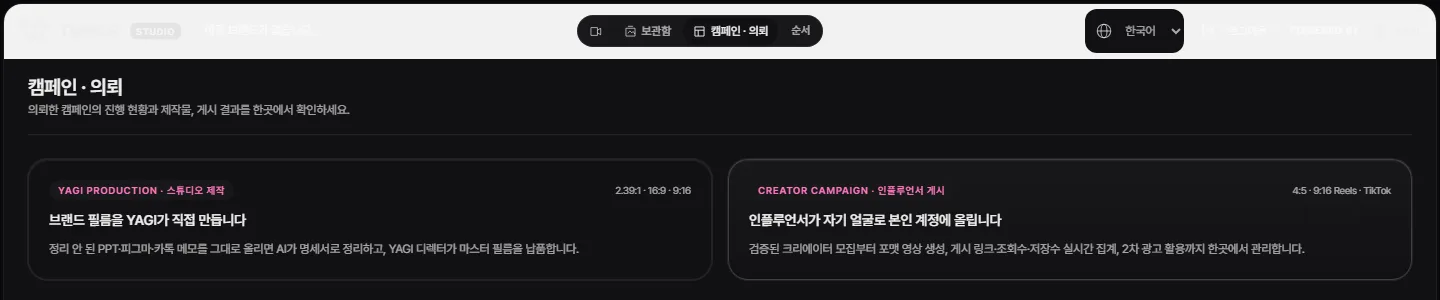 STUDIO
보관함
캠페인 · 의뢰
순서
한국어
캠페인 · 의뢰
의뢰한 캠페인의 진행 현황과 제작물, 게시 결과를 한곳에서 확인하세요.
YAGI PRODUCTION · 스튜디오 제작
2.39:1 · 16:9 · 9:16
브랜드 필름을 YAGI가 직접 만듭니다
정리 안 된 PPT·피그마·카톡 메모를 그대로 올리면 AI가 명세서로 정리하고, YAGI 디렉터가 마스터 필름을 납품합니다.
CREATOR CAMPAIGN · 인플루언서 게시
4:5 · 9:16 Reels · TikTok
인플루언서가 자기 얼굴로 본인 계정에 올립니다
검증된 크리에이터 모집부터 포맷 영상 생성, 게시 링크·조회수·저장수 실시간 집계, 2차 광고 활용까지 한곳에서 관리합니다.